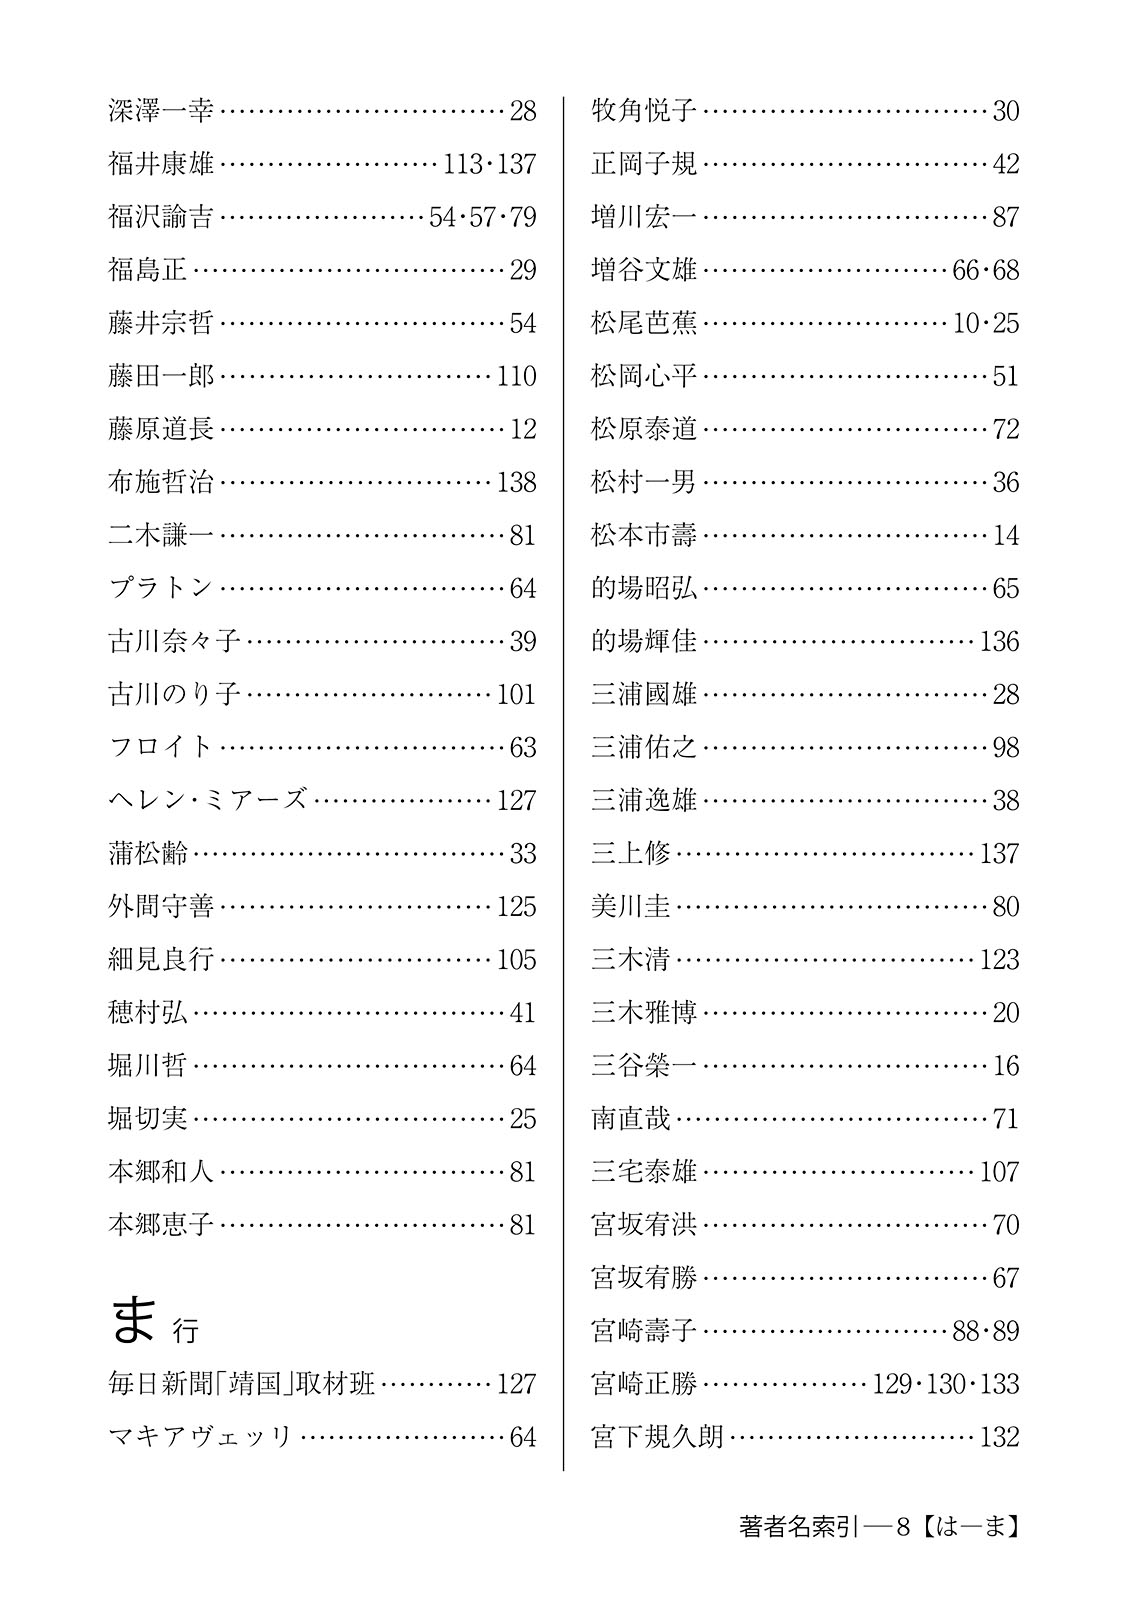 深澤一幸……………………………28
福井康雄……………………113・137
福沢諭吉…………………54・57・79
福島正………………………………29
藤井宗哲……………………………54
藤田一郎…………………………110
藤原道長……………………………12
布施哲治…………………………138
二木謙一……………………………81
プラトン……………………………64
古川奈々子…………………………39
古川のり子………………………101
フロイト……………………………63
ヘレン・ミアーズ………………127
蒲松齢………………………………33
外間守善…………………………125
細見良行…………………………105
穂村弘………………………………41
堀川哲………………………………64
堀切実………………………………25
本郷和人……………………………81
本郷恵子……………………………81
ま 行
毎日新聞「靖国」取材班…………127
マキアヴェッリ……………………64
牧角悦子……………………………30
正岡子規……………………………42
増川宏一……………………………87
増谷文雄………………………66・68
松尾芭蕉………………………10・25
松岡心平……………………………51
松原泰道……………………………72
松村一男……………………………36
松本市壽……………………………14
的場昭弘……………………………65
的場輝佳…………………………136
三浦國雄……………………………28
三浦佑之……………………………98
三浦逸雄……………………………38
三上修……………………………137
美川圭………………………………80
三木清……………………………123
三木雅博……………………………20
三谷榮一……………………………16
南直哉………………………………71
三宅泰雄…………………………107
宮坂宥洪……………………………70
宮坂宥勝……………………………67
宮崎壽子………………………88・89
宮崎正勝………………129・130・133
宮下規久朗………………………132
著者名索引—8【は—ま】